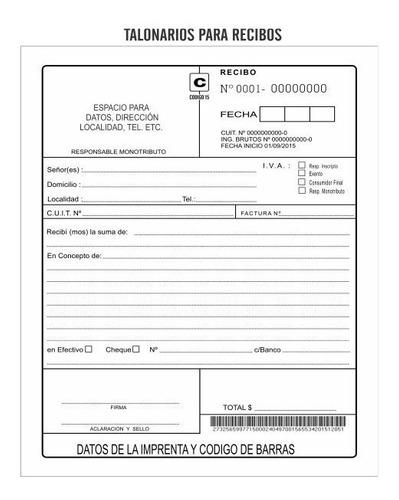 TALONARIOS PARA RECIBOS
C
CODIGO 15
RECIBO
Nº 0001- 00000000
ESPACIO PARA
DATOS, DIRECCIÓN
LOCALIDAD, TEL. ETC.
FECHA
CUIT. Nº 0000000000-0
ING. BRUTOS Nº 0000000000-0
FECHA INICIO 01/09/2015
RESPONSABLE MONOTRIBUTO
Señor(es) :
I.V.A. :
Resp. Inscripto
Exento
Consumidor Final
Resp. Monotributo
Domicilio :
Localidad :
Tel.:
C.U.I.T. Nº
FACTURA Nº
Recibí (mos) la suma de:
En Concepto de:
en Efectivo
Cheque
Nº
c/Banco
FIRMA
ACLARACION Y SELLO
TOTAL $
DATOS DE LA IMPRENTA Y CODIGO DE BARRAS